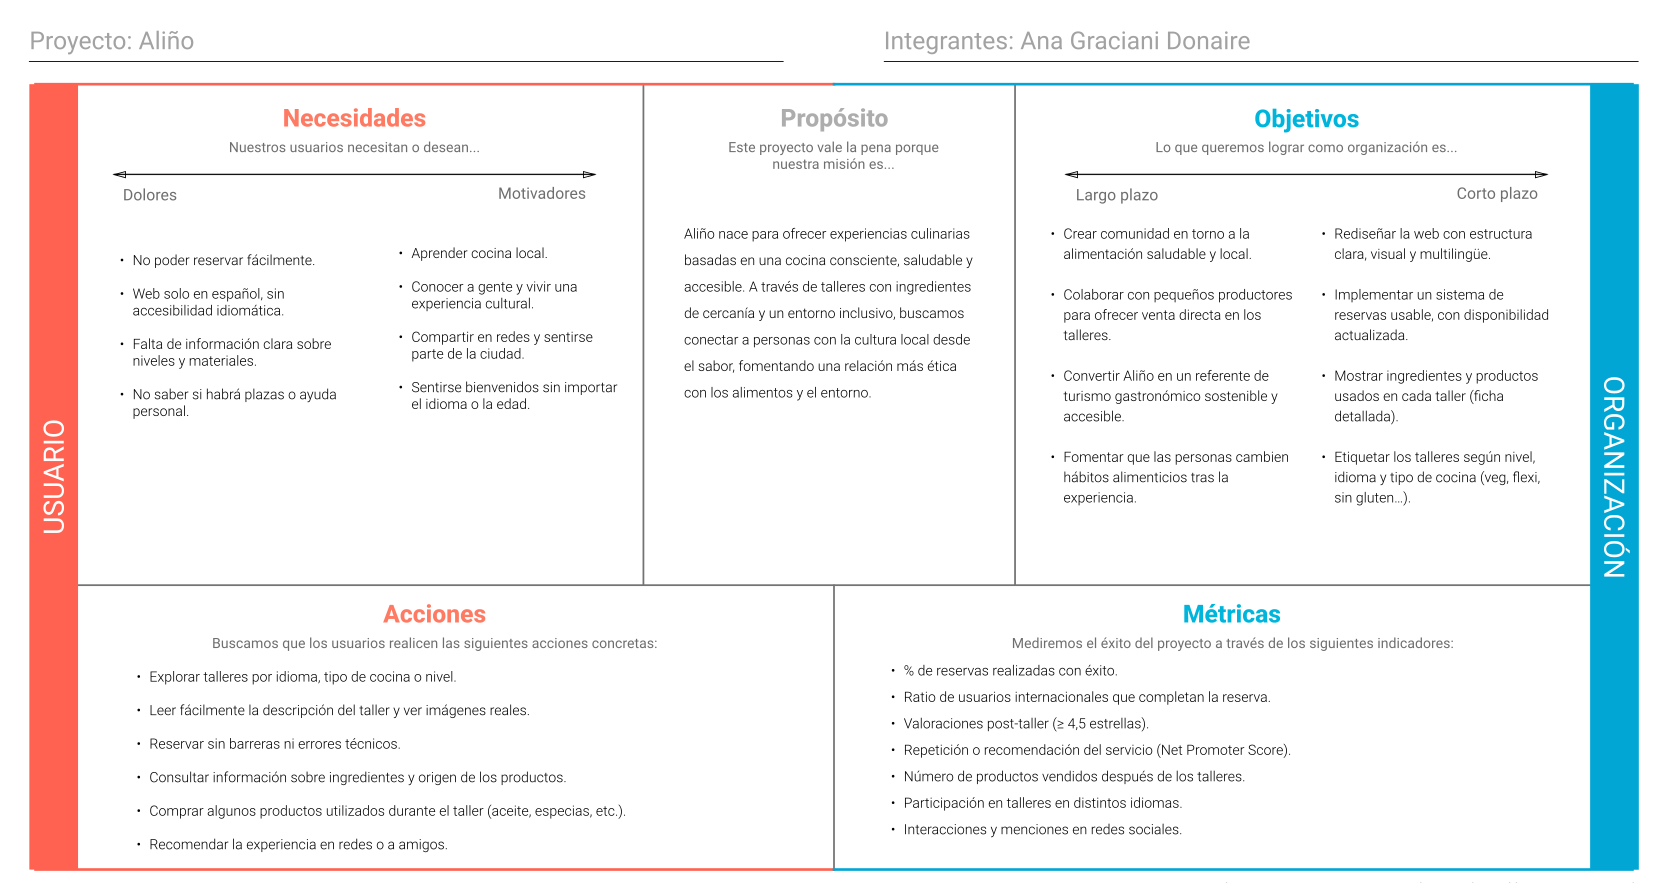 Proyecto: Aliño
Integrantes: Ana Graciani Donaire
USUARIO
Necesidades
Nuestros usuarios necesitan o desean...
Dolores
Motivadores
• No poder reservar fácilmente.
• Web solo en español, sin
accesibilidad idiomática.
• Falta de información clara sobre
niveles y materiales.
• No saber si habrá plazas o ayuda
personal.
• Aprender cocina local.
• Conocer a gente y vivir una
experiencia cultural.
• Compartir en redes y sentirse
parte de la ciudad.
• Sentirse bienvenidos sin importar
el idioma o la edad.
Propósito
Este proyecto vale la pena porque
nuestra misión es...
Aliño nace para ofrecer experiencias culinarias
basadas en una cocina consciente, saludable y
accesible. A través de talleres con ingredientes
de cercanía y un entorno inclusivo, buscamos
conectar a personas con la cultura local desde
el sabor, fomentando una relación más ética
con los alimentos y el entorno.
Objetivos
Lo que queremos lograr como organización es...
Largo plazo
Corto plazo
• Crear comunidad en torno a la
alimentación saludable y local.
• Colaborar con pequeños productores
para ofrecer venta directa en los
talleres.
• Convertir Aliño en un referente de
turismo gastronómico sostenible y
accesible.
• Fomentar que las personas cambien
hábitos alimenticios tras la
experiencia.
• Rediseñar la web con estructura
clara, visual y multilingüe.
• Implementar un sistema de
reservas usable, con disponibilidad
actualizada.
• Mostrar ingredientes y productos
usados en cada taller (ficha
detallada).
• Etiquetar los talleres según nivel,
idioma y tipo de cocina (veg, flexi,
sin gluten…).
ORGANIZACIÓN
Acciones
Buscamos que los usuarios realicen las siguientes acciones concretas:
• Explorar talleres por idioma, tipo de cocina o nivel.
• Leer fácilmente la descripción del taller y ver imágenes reales.
• Reservar sin barreras ni errores técnicos.
• Consultar información sobre ingredientes y origen de los productos.
• Comprar algunos productos utilizados durante el taller (aceite, especias, etc.).
• Recomendar la experiencia en redes o a amigos.
Métricas
Mediremos el éxito del proyecto a través de los siguientes indicadores:
• % de reservas realizadas con éxito.
• Ratio de usuarios internacionales que completan la reserva.
• Valoraciones post-taller (≥ 4,5 estrellas).
• Repetición o recomendación del servicio (Net Promoter Score).
• Número de productos vendidos después de los talleres.
• Participación en talleres en distintos idiomas.
• Interacciones y menciones en redes sociales.